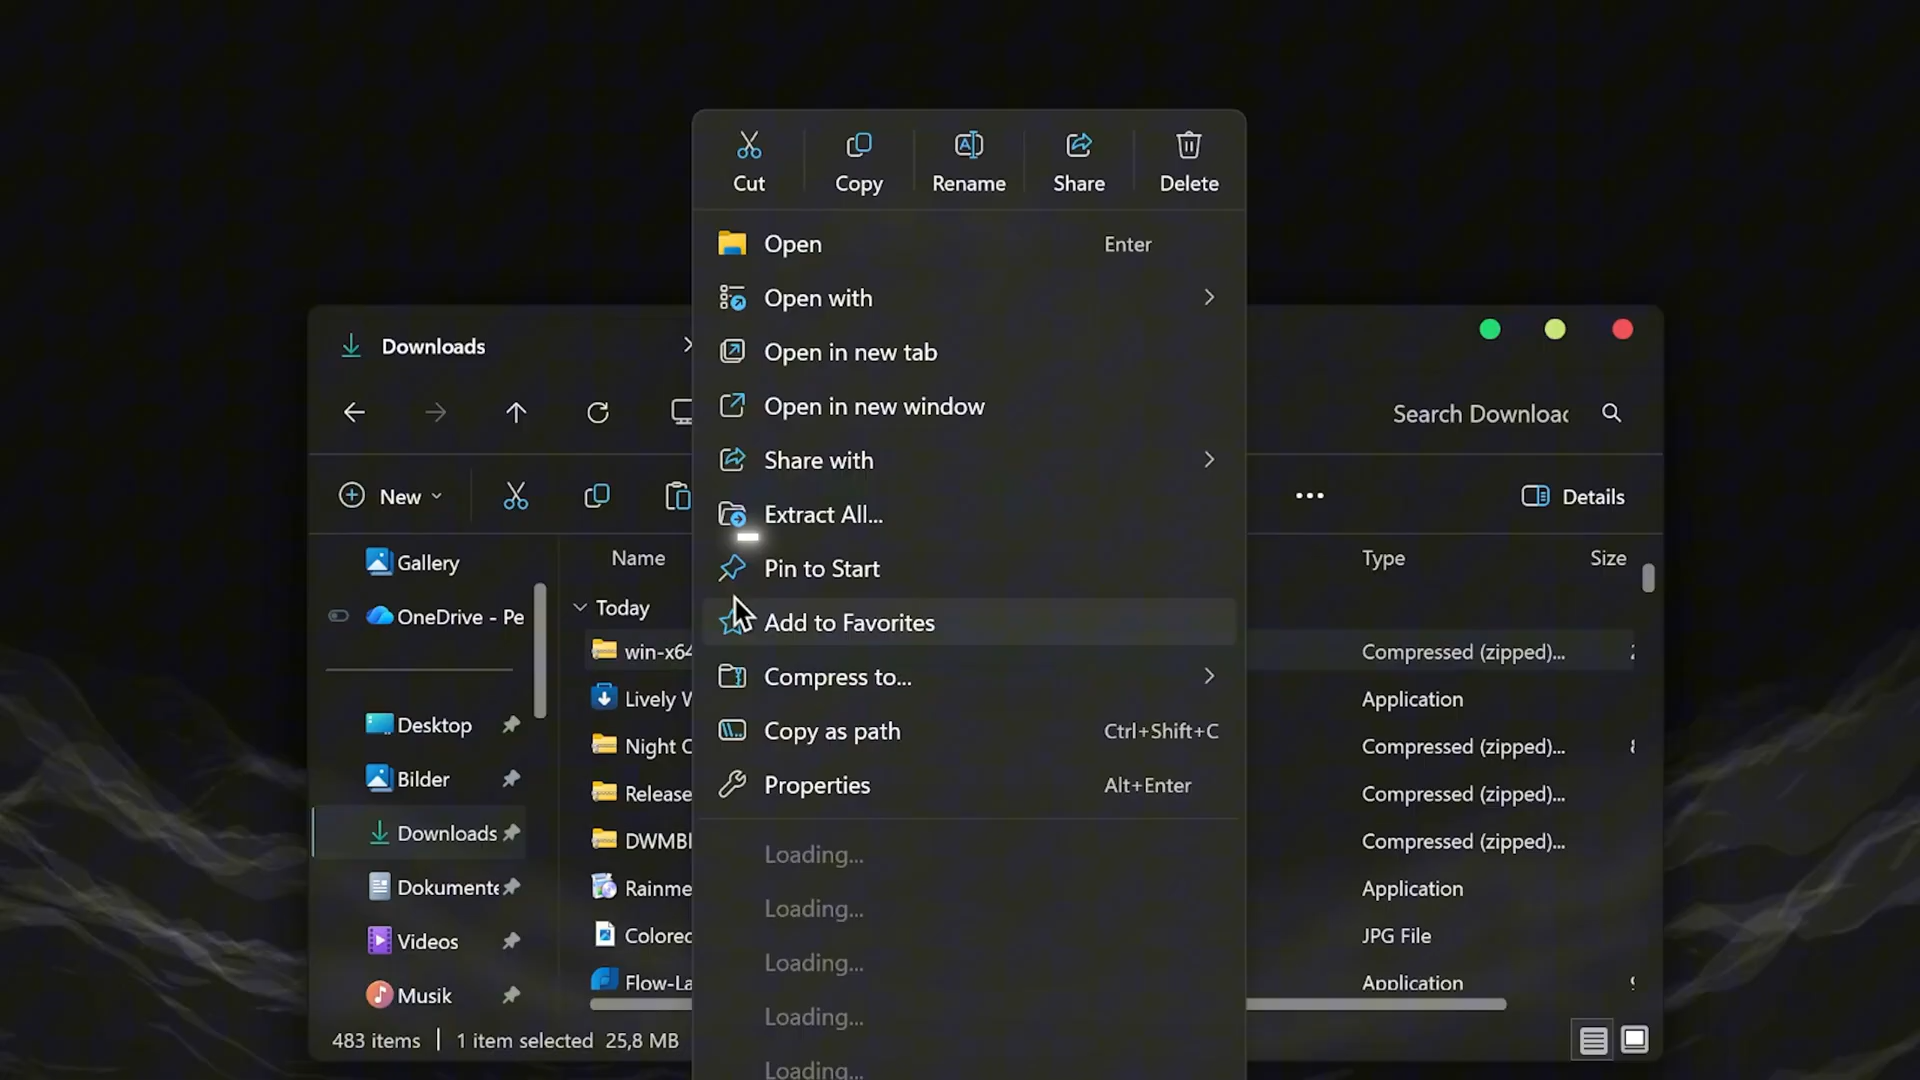 Cut Copy Rename Share Delete
Open Enter
Open with
Open in new tab
Open in new window
Share with
Extract All...
Pin to Start
Add to Favorites
Compress to...
Copy as path Ctrl+Shift+C
Properties Alt+Enter
Loading...
Loading...
Loading...
Loading...
Loading...
Downloads
Search Downloac
New Details
Gallery
OneDrive - Pe
Desktop
Bilder
Downloads
Dokumente
Videos
Musik
Name Type Size
Today
win-x64 Compressed (zipped)...
Lively Application
Night Compressed (zipped)...
Release Compressed (zipped)...
DWMBl Compressed (zipped)...
Rainme Application
Colored JPG File
Flow-La Application
483 items 1 item selected 25,8 MB